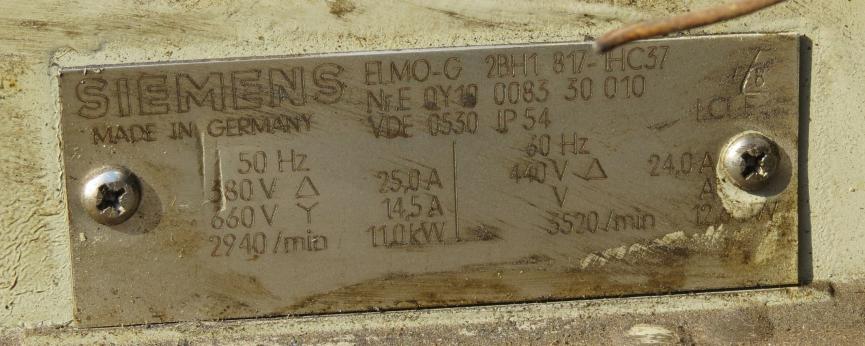 SIEMENS
ELMO-G 2BH1 817-1HC37
Nr.E 0Y10 0083 30 010
MADE IN GERMANY
VDE 0530 IP 54
I.CL.F
50 Hz
380 V △ 25,0 A
660 V Y 14,5 A
2940/min 11,0 kW
60 Hz
440 V △ 24,0 A
V A
3520/min